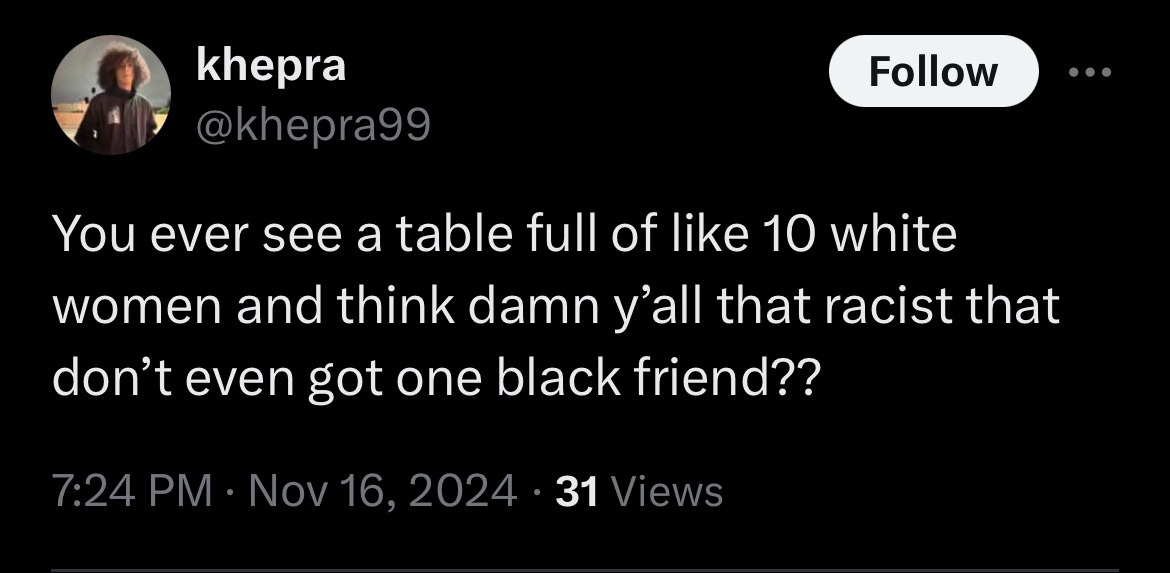 khepra
@khepra99
Follow
You ever see a table full of like 10 white
women and think damn y’all that racist that
don’t even got one black friend??
7:24 PM · Nov 16, 2024 · 31 Views